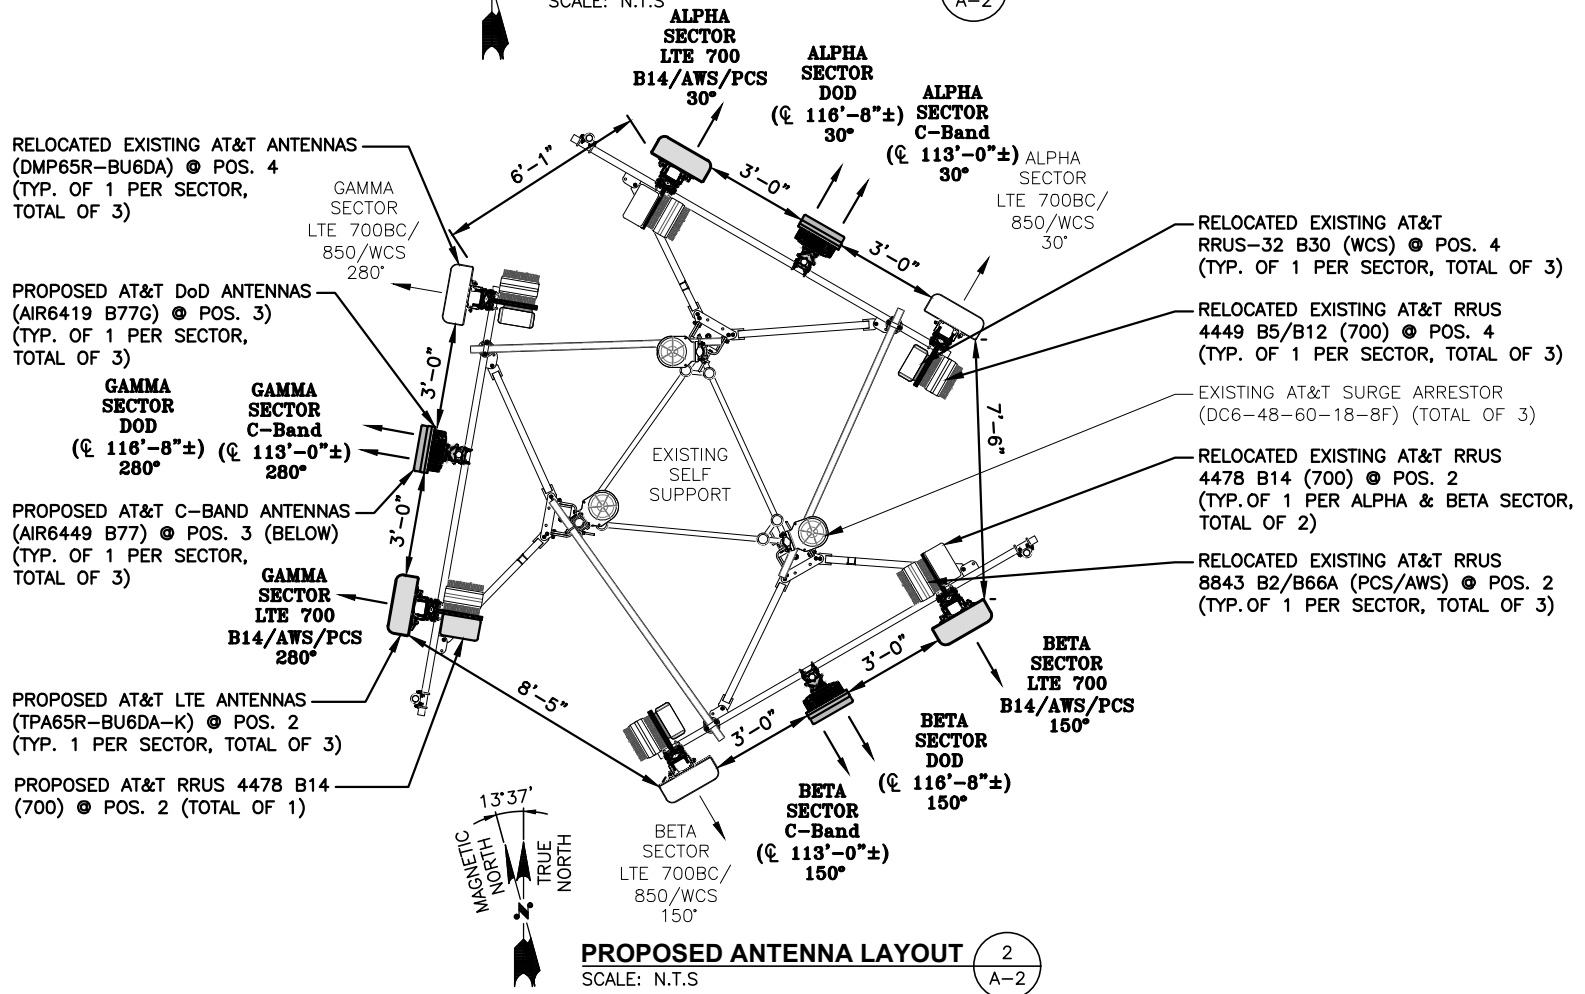 SCALE: N.T.S
A-2
ALPHA
SECTOR
LTE 700
B14/AWS/PCS
30°
ALPHA
SECTOR
DOD
(℄ 116'-8"±)
30°
ALPHA
SECTOR
C-Band
(℄ 113'-0"±)
30°
ALPHA
SECTOR
LTE 700BC/
850/WCS
30°
RELOCATED EXISTING AT&T ANTENNAS
(DMP65R-BU6DA) @ POS. 4
(TYP. OF 1 PER SECTOR,
TOTAL OF 3)
GAMMA
SECTOR
LTE 700BC/
850/WCS
280°
PROPOSED AT&T DoD ANTENNAS
(AIR6419 B77G) @ POS. 3)
(TYP. OF 1 PER SECTOR,
TOTAL OF 3)
GAMMA
SECTOR
DOD
(℄ 116'-8"±)
280°
GAMMA
SECTOR
C-Band
(℄ 113'-0"±)
280°
PROPOSED AT&T C-BAND ANTENNAS
(AIR6449 B77) @ POS. 3 (BELOW)
(TYP. OF 1 PER SECTOR,
TOTAL OF 3)
GAMMA
SECTOR
LTE 700
B14/AWS/PCS
280°
PROPOSED AT&T LTE ANTENNAS
(TPA65R-BU6DA-K) @ POS. 2
(TYP. 1 PER SECTOR, TOTAL OF 3)
PROPOSED AT&T RRUS 4478 B14
(700) @ POS. 2 (TOTAL OF 1)
6'-1"
3'-0"
3'-0"
3'-0"
3'-0"
7'-6"
8'-5"
3'-0"
3'-0"
EXISTING
SELF
SUPPORT
RELOCATED EXISTING AT&T
RRUS-32 B30 (WCS) @ POS. 4
(TYP. OF 1 PER SECTOR, TOTAL OF 3)
RELOCATED EXISTING AT&T RRUS
4449 B5/B12 (700) @ POS. 4
(TYP. OF 1 PER SECTOR, TOTAL OF 3)
EXISTING AT&T SURGE ARRESTOR
(DC6-48-60-18-8F) (TOTAL OF 3)
RELOCATED EXISTING AT&T RRUS
4478 B14 (700) @ POS. 2
(TYP.OF 1 PER ALPHA & BETA SECTOR,
TOTAL OF 2)
RELOCATED EXISTING AT&T RRUS
8843 B2/B66A (PCS/AWS) @ POS. 2
(TYP.OF 1 PER SECTOR, TOTAL OF 3)
BETA
SECTOR
LTE 700
B14/AWS/PCS
150°
BETA
SECTOR
DOD
(℄ 116'-8"±)
150°
BETA
SECTOR
C-Band
(℄ 113'-0"±)
150°
BETA
SECTOR
LTE 700BC/
850/WCS
150°
13°37'
MAGNETIC
NORTH
TRUE
NORTH
N
PROPOSED ANTENNA LAYOUT
SCALE: N.T.S
2
A-2